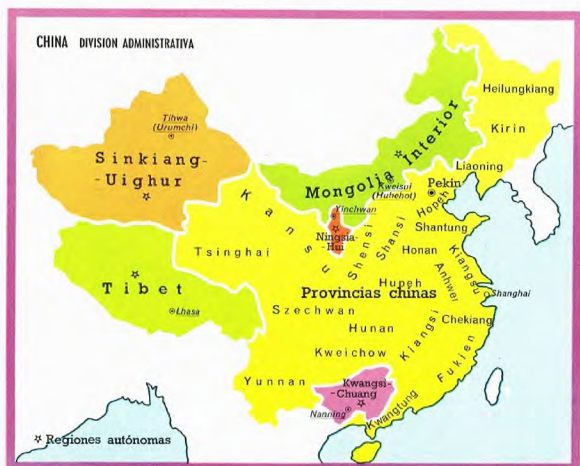 CHINA DIVISION ADMINISTRATIVA
Heilungkiang
Kirin
Liaoning
Tihwa
(Urumchi)
Sinkiang-
-Uighur
Mongolia Interior
Kweisui
(Huhehot)
Pekin
Hopeh
Yinchwan
Ningsia-
-Hui
Kansu
Shensi
Shansi
Shantung
Tsinghai
Honan
Kiangsu
Anhwei
Tibet
Lhasa
Provincias chinas
Hupeh
Shanghai
Szechwan
Hunan
Kiangsi
Chekiang
Kweichow
Fukien
Yunnan
Kwangsi-
-Chuang
Nanning
Kwangtung
Regiones autónomas